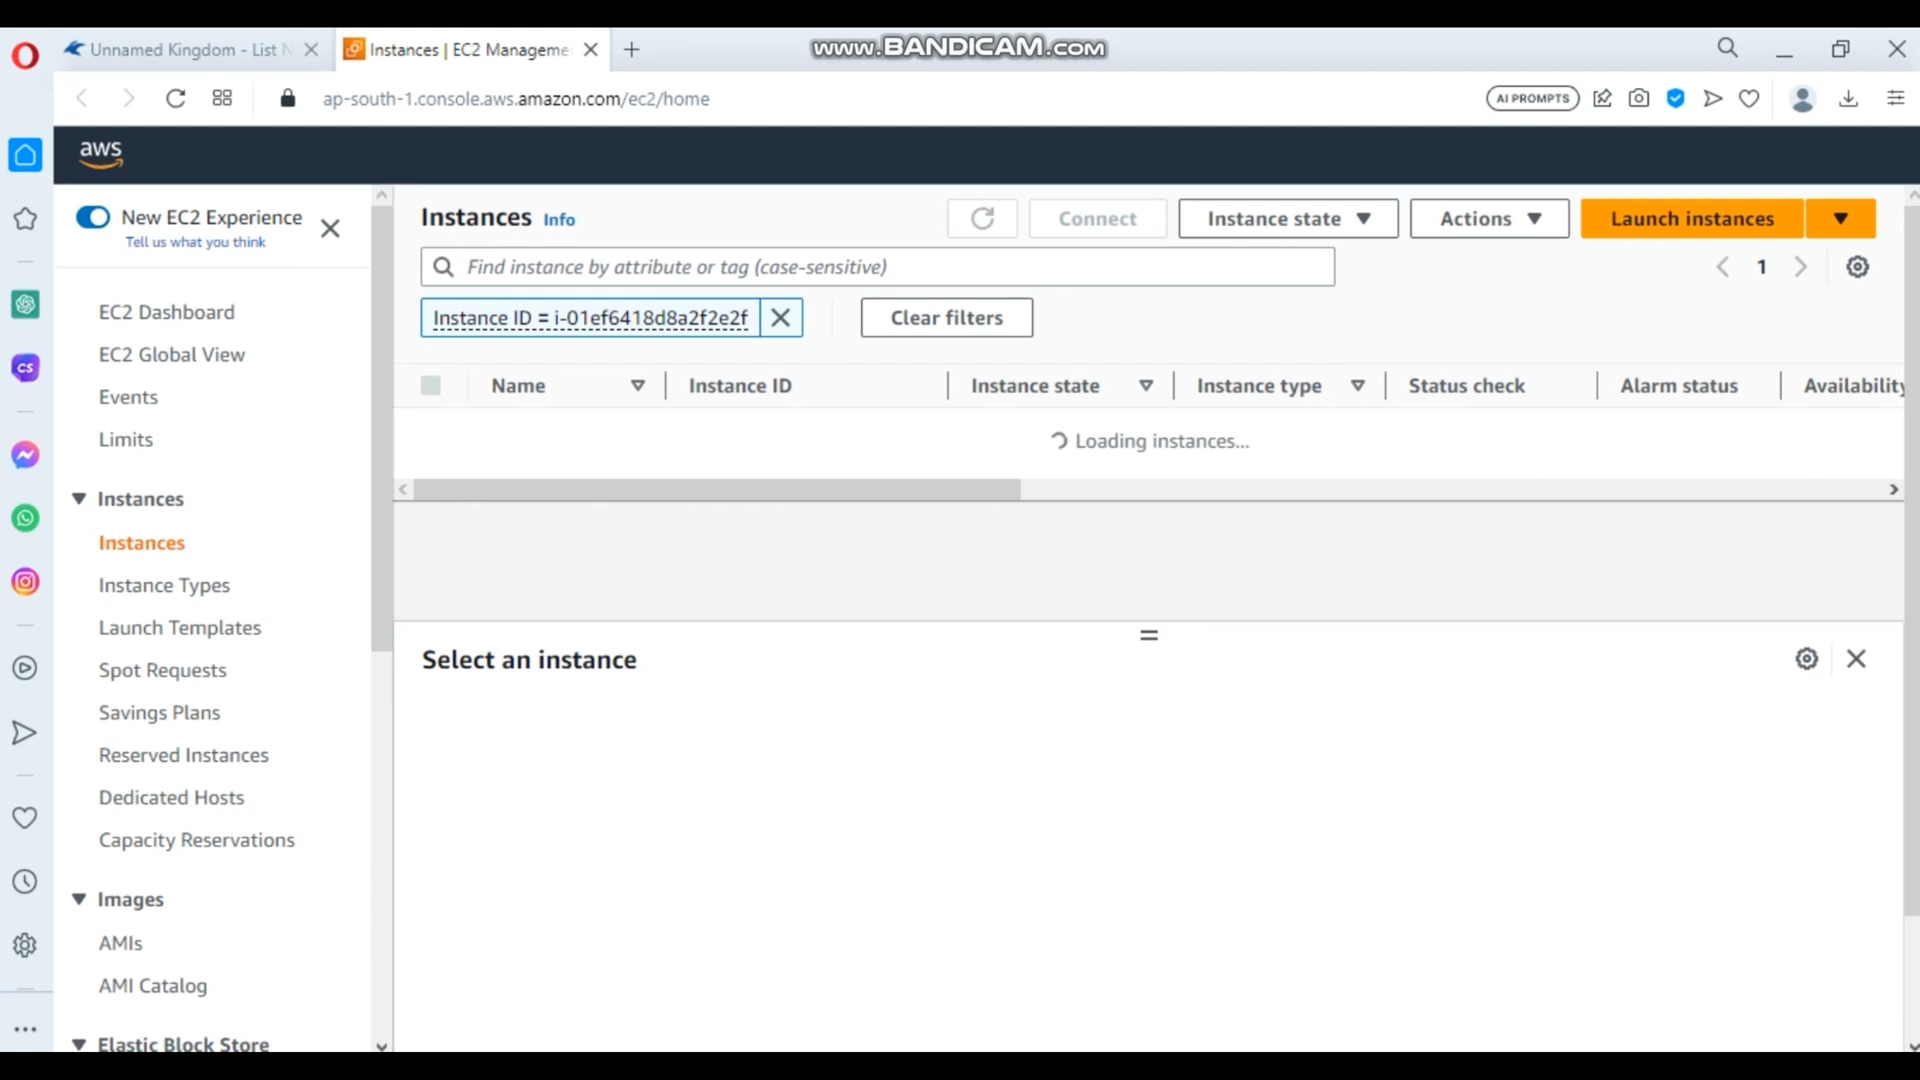 Unnamed Kingdom - List N
Instances | EC2 Manageme
www.BANDICAM.com
ap-south-1.console.aws.amazon.com/ec2/home
AI PROMPTS
aws
New EC2 Experience
Tell us what you think
EC2 Dashboard
EC2 Global View
Events
Limits
Instances
Instances
Instance Types
Launch Templates
Spot Requests
Savings Plans
Reserved Instances
Dedicated Hosts
Capacity Reservations
Images
AMIs
AMI Catalog
Elastic Block Store
CS
Instances Info
Connect
Instance state
Actions
Launch instances
Find instance by attribute or tag (case-sensitive)
1
Instance ID = i-01ef6418d8a2f2e2f
Clear filters
Name Instance ID Instance state Instance type Status check Alarm status Availability
Loading instances...
Select an instance